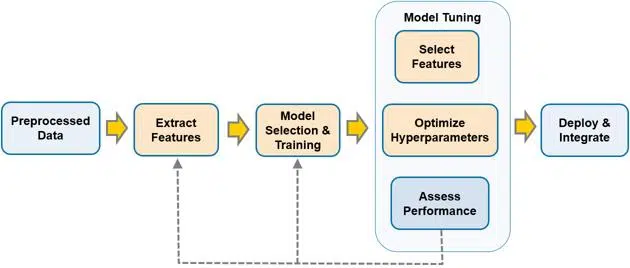 Model Tuning
Select
Features
Preprocessed
Data
Extract
Features
Model
Selection &
Training
Optimize
Hyperparameters
Deploy &
Integrate
Assess
Performance